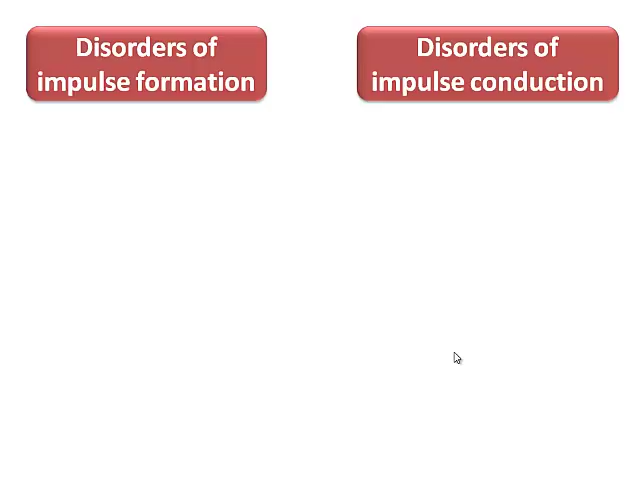 Disorders of
impulse formation
Disorders of
impulse conduction